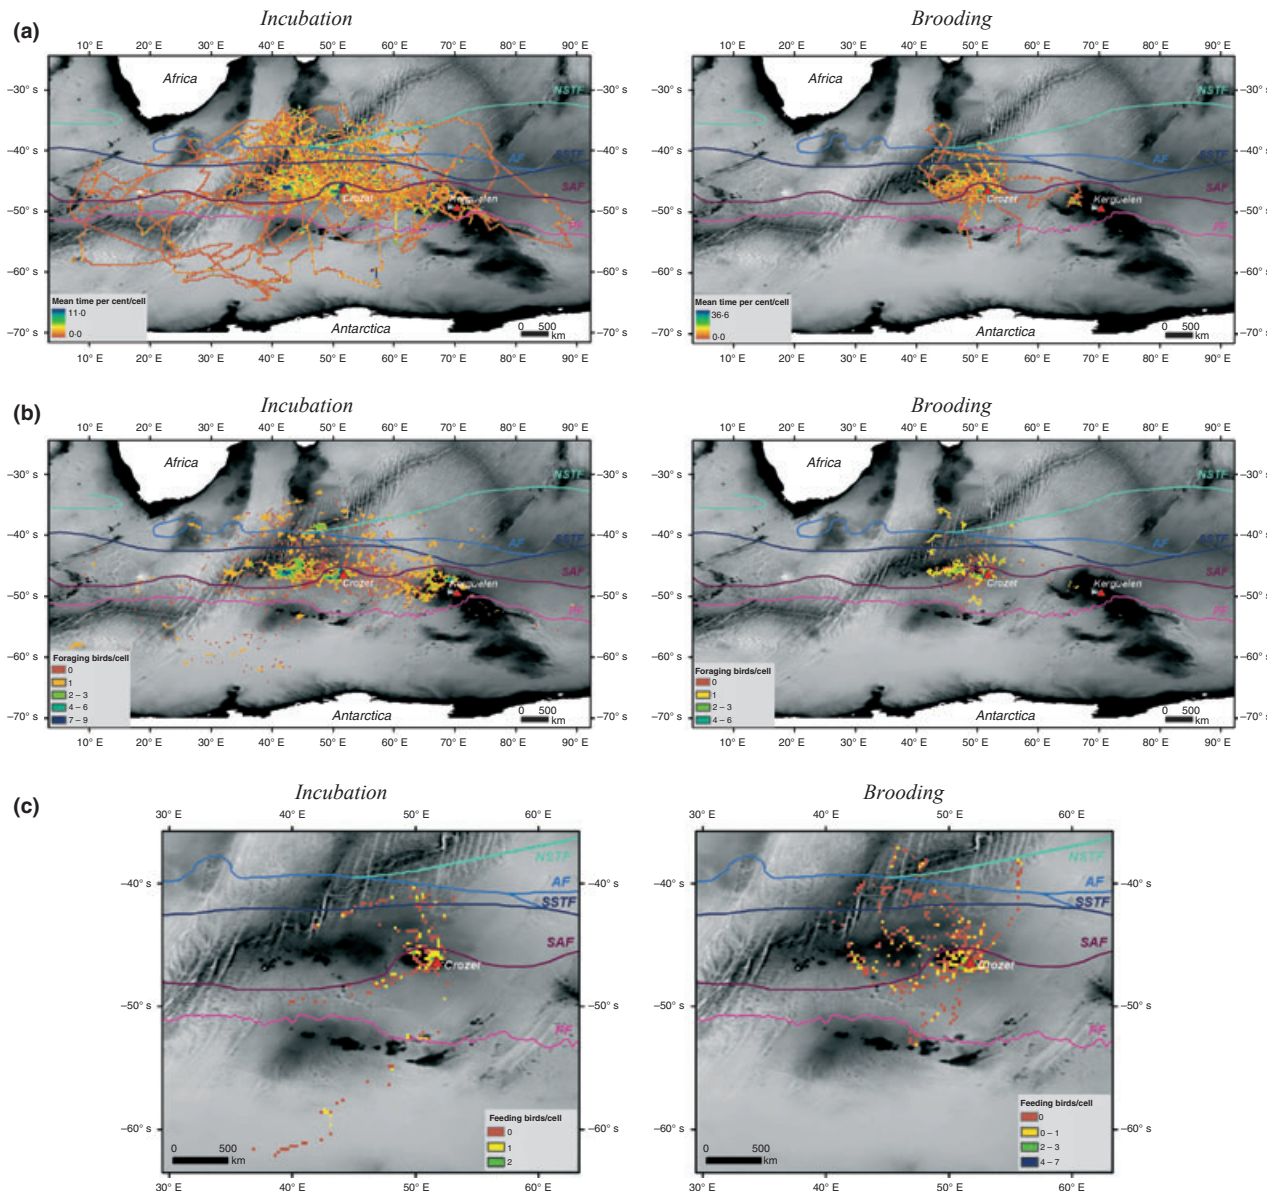 (a)
Incubation
10° E 20° E 30° E 40° E 50° E 60° E 70° E 80° E 90° E
Africa
NSTF
AF
SSTF
SAF
PF
Crozet
Kerguelen
Antarctica
−30° s
−40° s
−50° s
−60° s
−70° s
Mean time per cent/cell
11·0
0·0
0 500
km
10° E 20° E 30° E 40° E 50° E 60° E 70° E 80° E 90° E
Brooding
10° E 20° E 30° E 40° E 50° E 60° E 70° E 80° E 90° E
Africa
NSTF
AF
SSTF
SAF
PF
Crozet
Kerguelen
Antarctica
−30° s
−40° s
−50° s
−60° s
−70° s
−30° s
−40° s
−50° s
−60° s
−70° s
Mean time per cent/cell
36·6
0·0
0 500
km
10° E 20° E 30° E 40° E 50° E 60° E 70° E 80° E 90° E
(b)
Incubation
10° E 20° E 30° E 40° E 50° E 60° E 70° E 80° E 90° E
Africa
NSTF
AF
SSTF
SAF
PF
Crozet
Kerguelen
Antarctica
−30° s
−40° s
−50° s
−60° s
−70° s
Foraging birds/cell
0
1
2 – 3
4 – 6
7 – 9
0 500
km
10° E 20° E 30° E 40° E 50° E 60° E 70° E 80° E 90° E
Brooding
10° E 20° E 30° E 40° E 50° E 60° E 70° E 80° E 90° E
Africa
NSTF
AF
SSTF
SAF
PF
Crozet
Kerguelen
Antarctica
−30° s
−40° s
−50° s
−60° s
−70° s
−30° s
−40° s
−50° s
−60° s
−70° s
Foraging birds/cell
0
1
2 – 3
4 – 6
0 500
km
10° E 20° E 30° E 40° E 50° E 60° E 70° E 80° E 90° E
(c)
Incubation
30° E 40° E 50° E 60° E
NSTF
AF
SSTF
SAF
Crozet
PF
−40° s
−50° s
−60° s
Feeding birds/cell
0
1
2
0 500
km
30° E 40° E 50° E 60° E
Brooding
30° E 40° E 50° E 60° E
NSTF
AF
SSTF
SAF
Crozet
PF
−40° s
−50° s
−60° s
−40° s
−50° s
−60° s
Feeding birds/cell
0
0 – 1
2 – 3
4 – 7
0 500
km
30° E 40° E 50° E 60° E